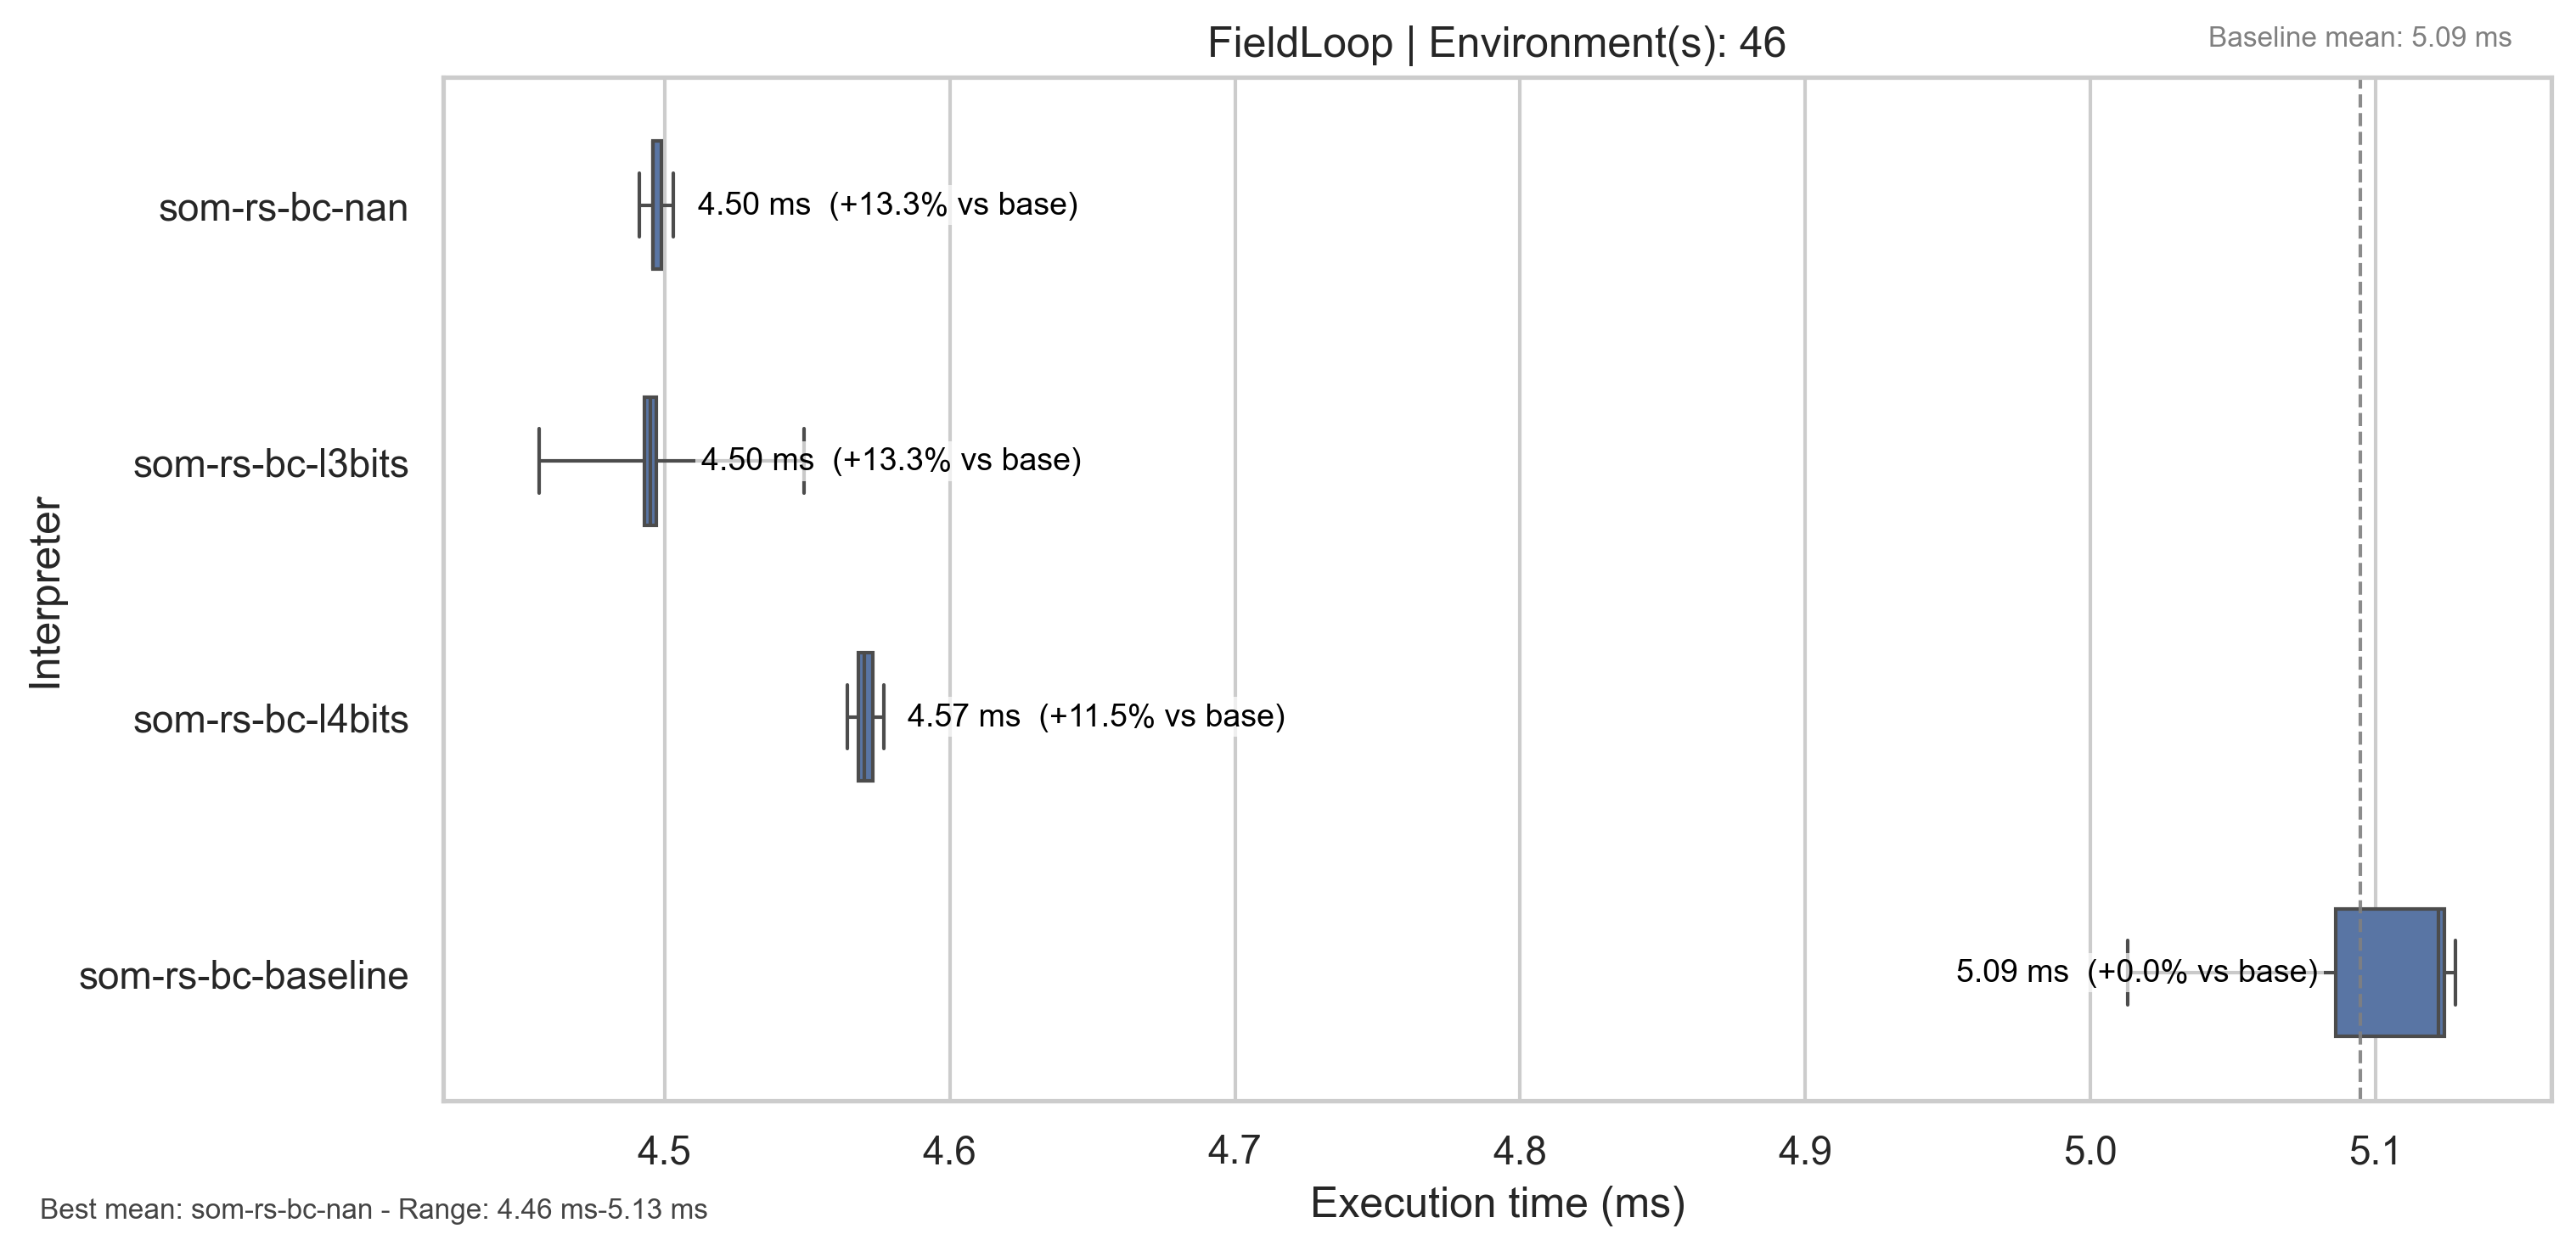 FieldLoop | Environment(s): 46
Baseline mean: 5.09 ms
som-rs-bc-nan
4.50 ms (+13.3% vs base)
som-rs-bc-l3bits
4.50 ms (+13.3% vs base)
Interpreter
som-rs-bc-l4bits
4.57 ms (+11.5% vs base)
som-rs-bc-baseline
5.09 ms (+0.0% vs base)
4.5 4.6 4.7 4.8 4.9 5.0 5.1
Execution time (ms)
Best mean: som-rs-bc-nan - Range: 4.46 ms-5.13 ms